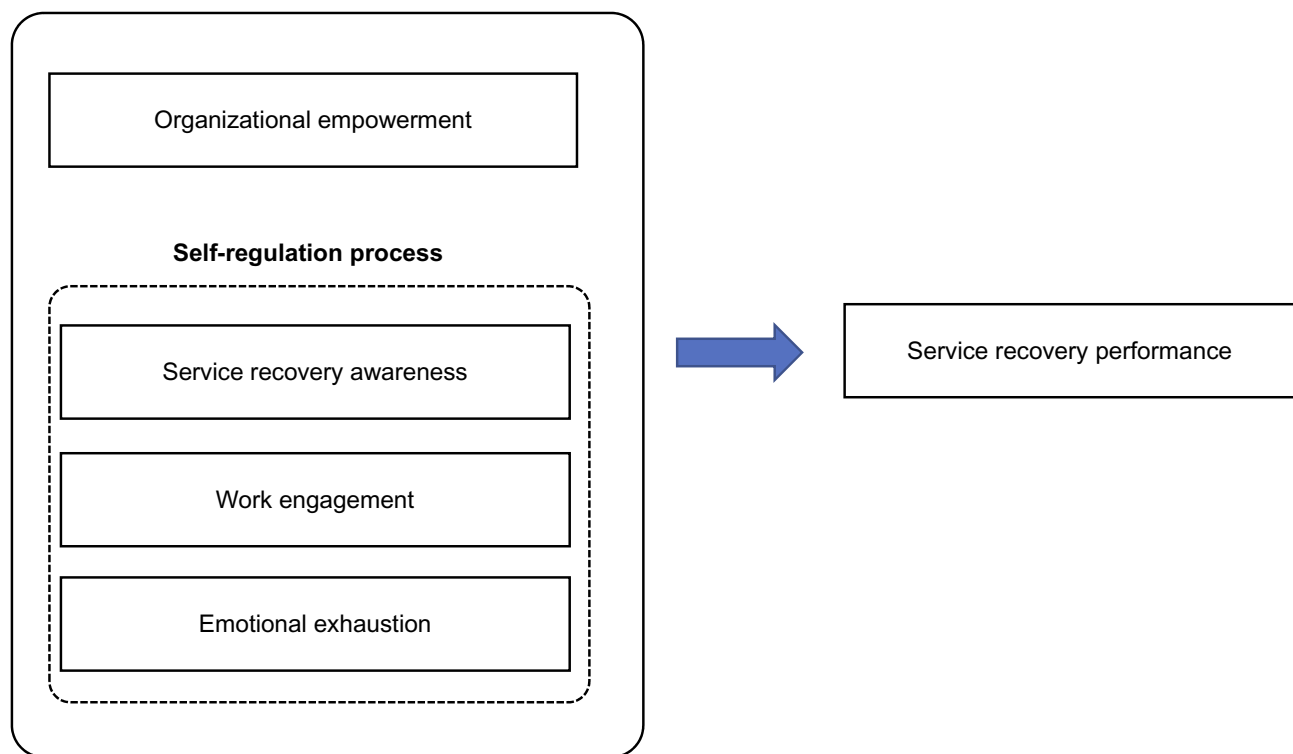 Organizational empowerment
Self-regulation process
Service recovery awareness
Work engagement
Emotional exhaustion
Service recovery performance